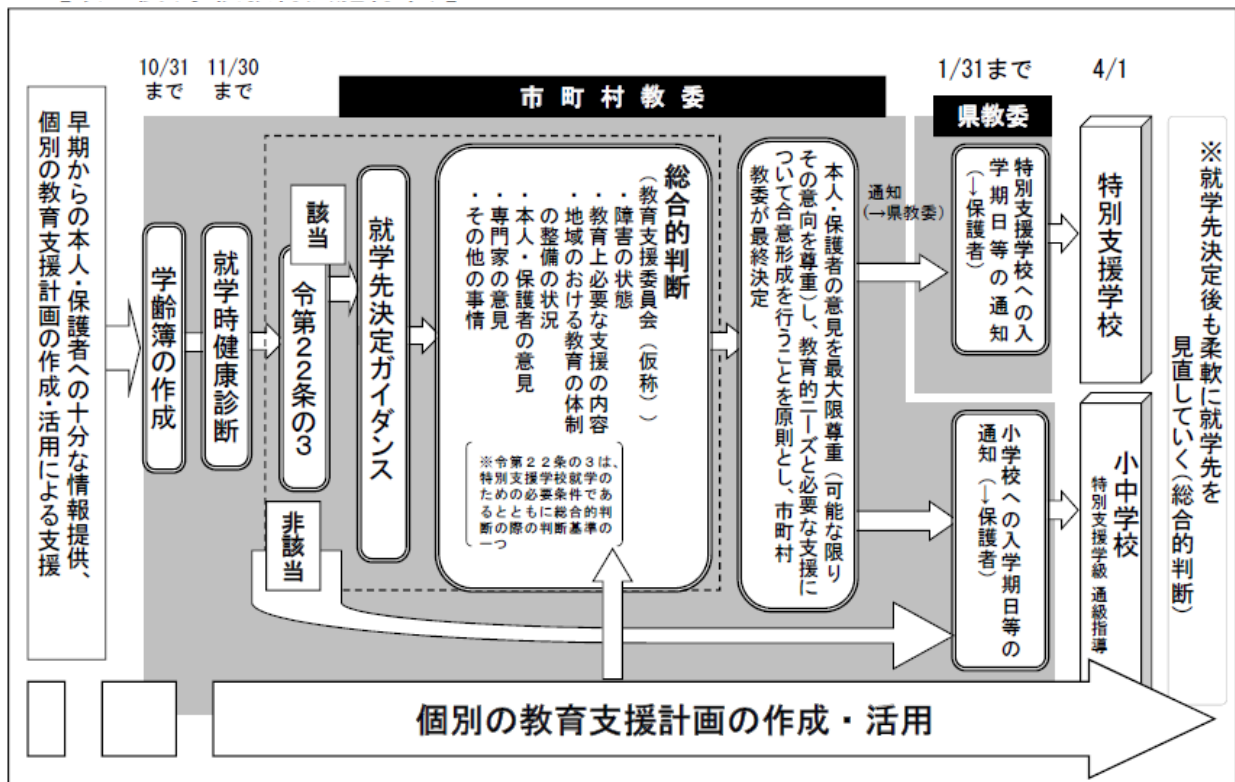 10/31
まで
11/30
まで
1/31まで
4/1
市町村教委
県教委
早期からの本人・保護者への十分な情報提供、
個別の教育支援計画の作成・活用による支援
学齢簿の作成
就学時健康診断
該当
令第２２条の３
非該当
就学先決定ガイダンス
総合的判断
（教育支援委員会（仮称））
・障害の状態
・教育上必要な支援の内容
・地域のおける教育の体制
の整備の状況
・本人・保護者の意見
・専門家の意見
・その他の事情
※令第２２条の３は、
特別支援学校就学の
ための必要条件であ
るとともに総合的判
断の際の判断基準の
一つ
本人・保護者の意見を最大限尊重（可能な限り
その意向を尊重）し、教育的ニーズと必要な支援に
ついて合意形成を行うことを原則とし、市町村
教委が最終決定
通知
（→県教委）
特別支援学校への入
学期日等の通知
（→保護者）
小学校への入学期日等の
通知（→保護者）
特別支援学校
小中学校
特別支援学級 通級指導
※就学先決定後も柔軟に就学先を
見直していく（総合的判断）
個別の教育支援計画の作成・活用